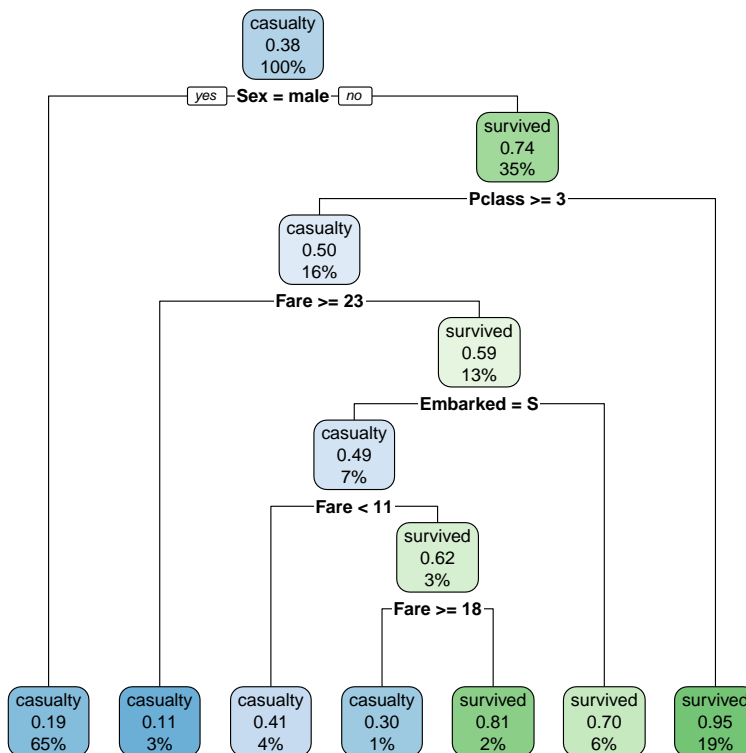 casualty
0.38
100%
yes Sex = male no
survived
0.74
35%
Pclass >= 3
casualty
0.50
16%
Fare >= 23
survived
0.59
13%
Embarked = S
casualty
0.49
7%
Fare < 11
survived
0.62
3%
Fare >= 18
casualty
0.19
65%
casualty
0.11
3%
casualty
0.41
4%
casualty
0.30
1%
survived
0.81
2%
survived
0.70
6%
survived
0.95
19%